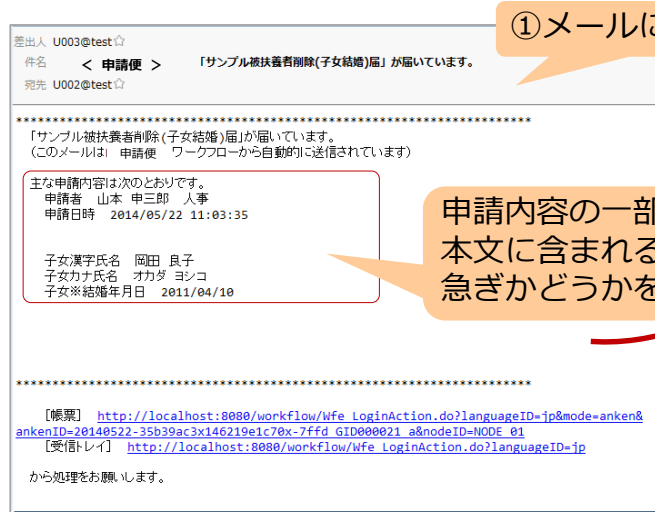 ①メールに
差出人 U003@test☆
件名 < 申請便 > 「サンプル被扶養者削除(子女結婚)届」が届いています。
宛先 U002@test☆
***********************************************************************
「サンプル被扶養者削除(子女結婚)届」が届いています。
(このメールは 申請便 ワークフローから自動的に送信されています)
主な申請内容は次のとおりです。
申請者 山本 申三郎 人事
申請日時 2014/05/22 11:03:35
子女漢字氏名 岡田 良子
子女カナ氏名 オカダ ヨシコ
子女※結婚年月日 2011/04/10
申請内容の一部
本文に含まれる
急ぎかどうかを
***********************************************************************
[帳票] http://localhost:8080/workflow/Wfe_LoginAction.do?languageID=jp&mode=anken&
ankenID=20140522-35b39ac3x146219e1c70x-7ffd_GID000021_a&nodeID=NODE_01
[受信トレイ] http://localhost:8080/workflow/Wfe_LoginAction.do?languageID=jp
から処理をお願いします。